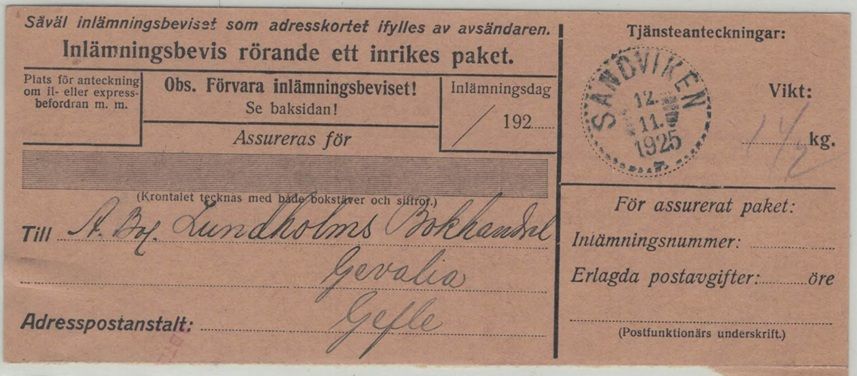 Såväl inlämningsbeviset som adresskortet ifylles av avsändaren.
Inlämningsbevis rörande ett inrikes paket.
Plats för anteckning
om il- eller express-
befordran m. m.
Obs. Förvara inlämningsbeviset!
Se baksidan!
Inlämningsdag
/ 192
Assureras för
(Krontalet tecknas med både bokstäver och siffror.)
Till A. Bol. Lundholms Bokhandel
Gevalia
Gefle
Adresspostanstalt:
Tjänsteanteckningar:
SANDVIKEN
12.
11.
1925
Vikt:
1 1/2 kg.
För assurerat paket:
Inlämningsnummer:
Erlagda postavgifter: öre
(Postfunktionärs underskrift.)